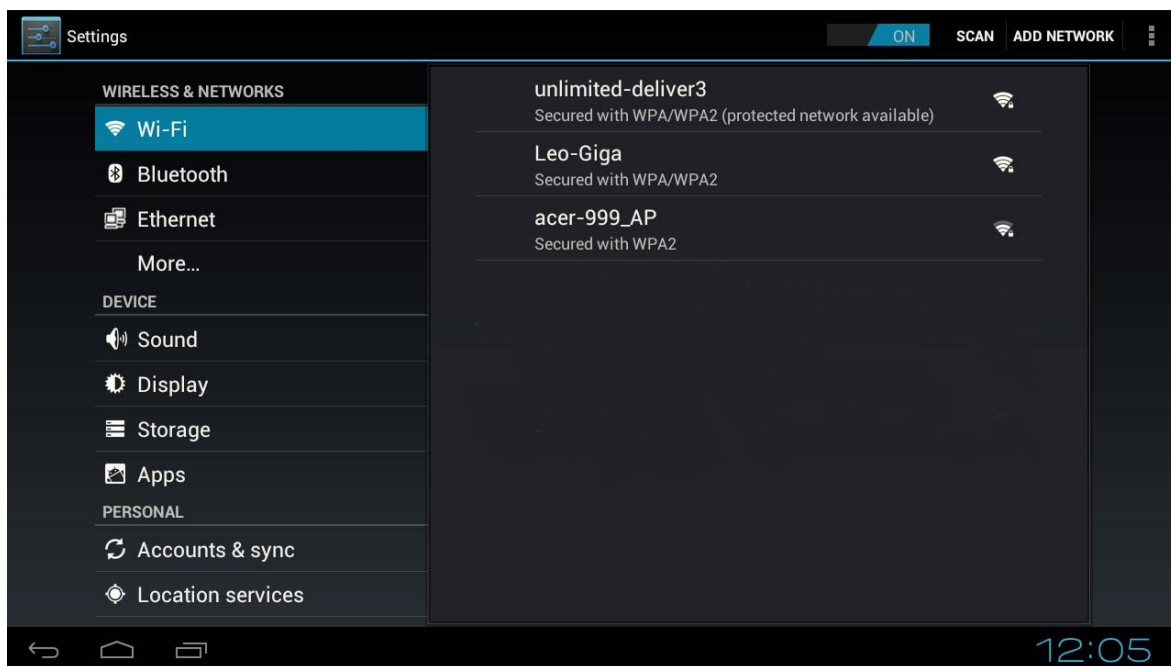 Settings
ON
SCAN
ADD NETWORK
WIRELESS & NETWORKS
Wi-Fi
Bluetooth
Ethernet
More...
DEVICE
Sound
Display
Storage
Apps
PERSONAL
Accounts & sync
Location services
unlimited-deliver3
Secured with WPA/WPA2 (protected network available)
Leo-Giga
Secured with WPA/WPA2
acer-999_AP
Secured with WPA2
12:05